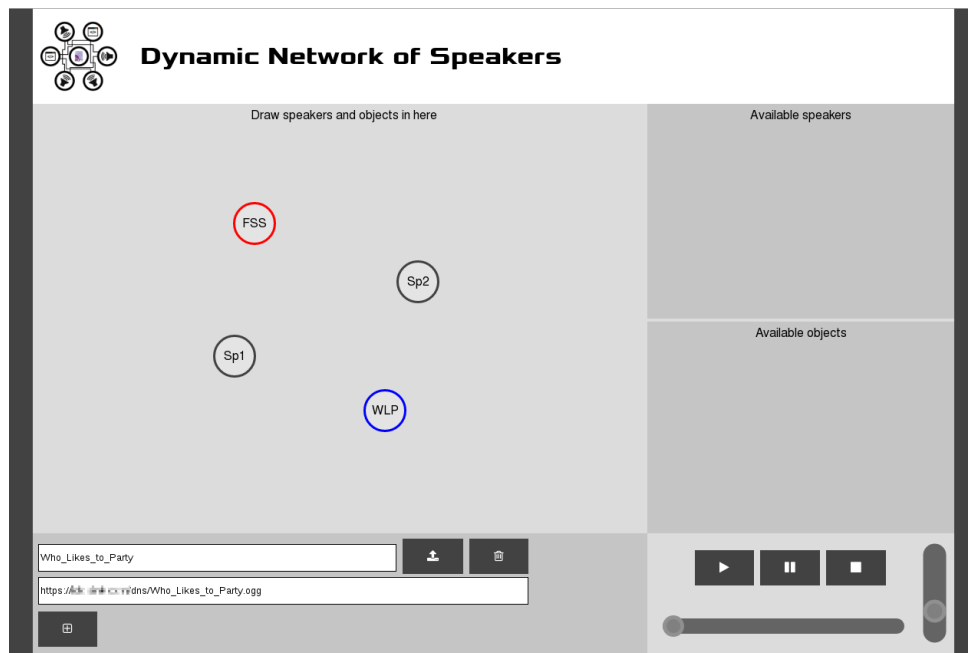 Dynamic Network of Speakers
Draw speakers and objects in here
Available speakers
FSS
Sp2
Available objects
Sp1
WLP
Who_Likes_to_Party
https:// /dns/Who_Likes_to_Party.ogg